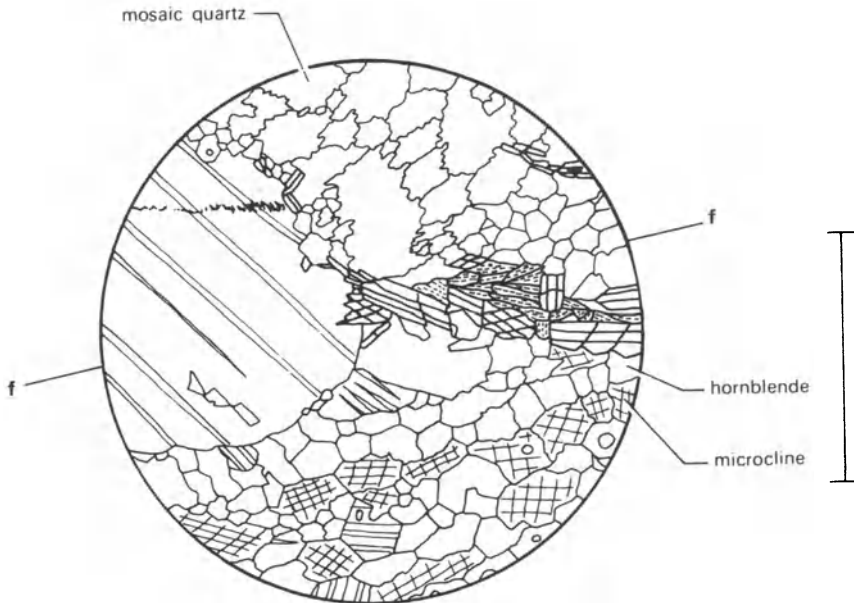 mosaic quartz
f
f
hornblende
microcline